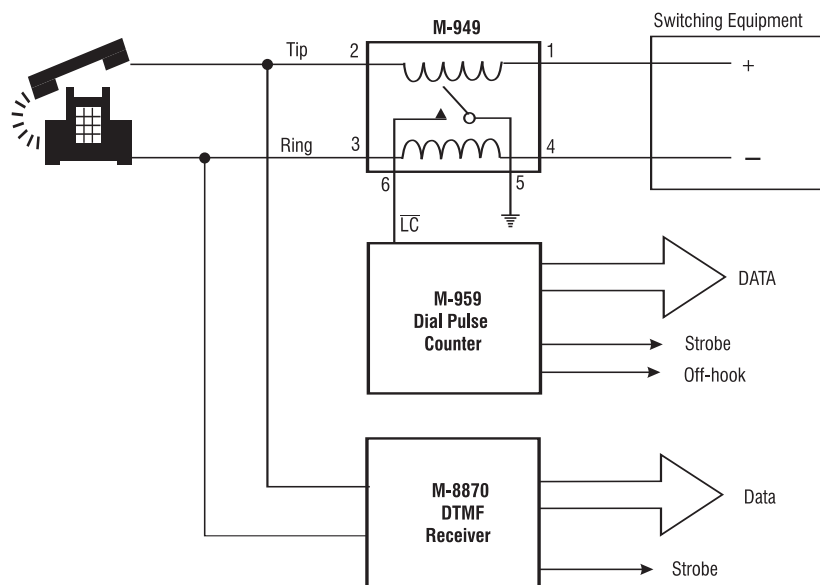 M-949
Switching Equipment
Tip
2
1
+
Ring
3
4
−
6
5
L̅C̅
M-959
Dial Pulse
Counter
DATA
Strobe
Off-hook
M-8870
DTMF
Receiver
Data
Strobe